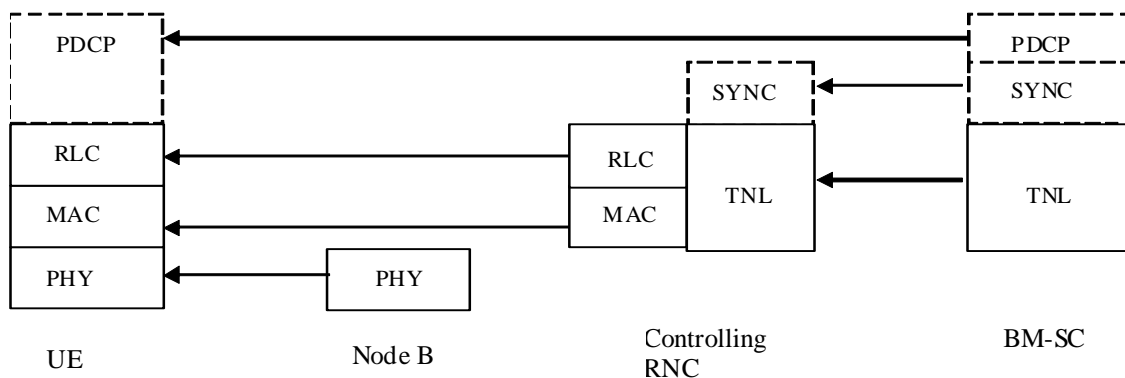 PDCP
PDCP
SYNC
SYNC
RLC
RLC
MAC
MAC
TNL
TNL
PHY
PHY
UE
Node B
Controlling
RNC
BM-SC